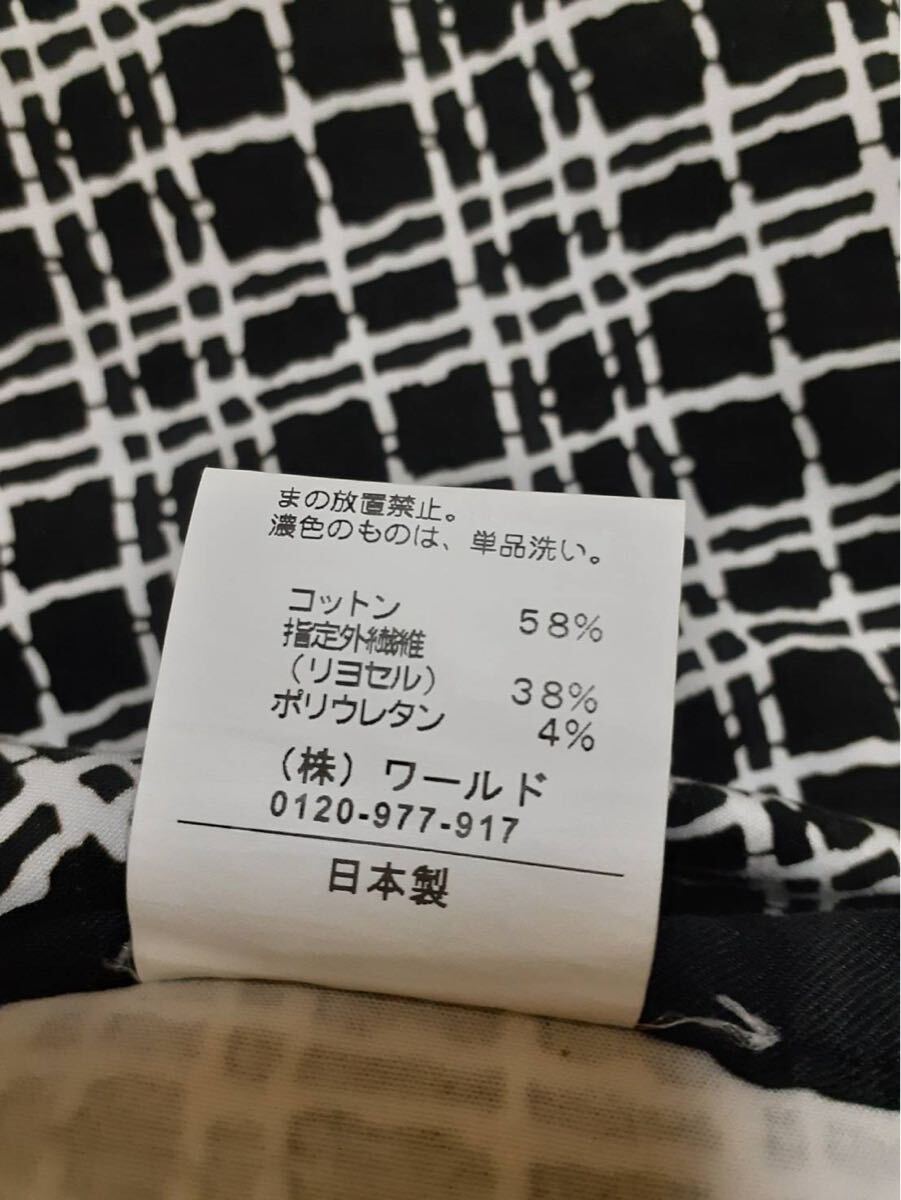 まの放置禁止。
濃色のものは、単品洗い。
コットン 58%
指定外繊維
(リヨセル) 38%
ポリウレタン 4%
(株) ワールド
0120-977-917
日本製